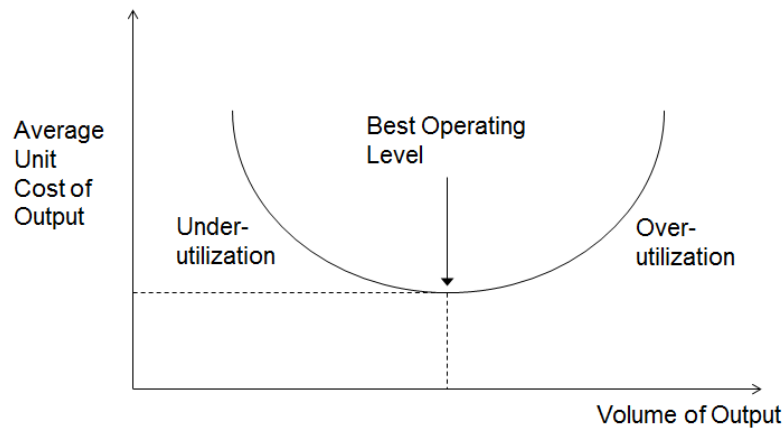 Average
Unit
Cost of
Output
Best Operating
Level
Under-
utilization
Over-
utilization
Volume of Output